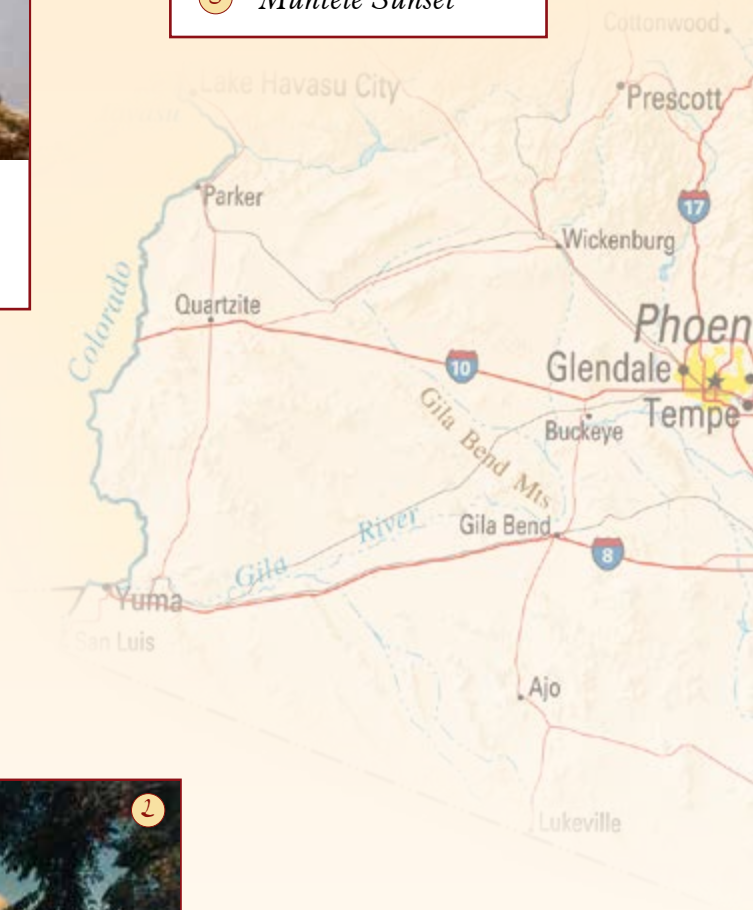 3 Muntele Sunset
Cottonwood
Lake Havasu City
Prescott
Parker
17
Wickenburg
Colorado
Quartzite
Phoen
10
Glendale
Gila Bend Mts
Tempe
Buckeye
River
Gila Bend
8
Gila
Yuma
San Luis
Ajo
2
Lukeville